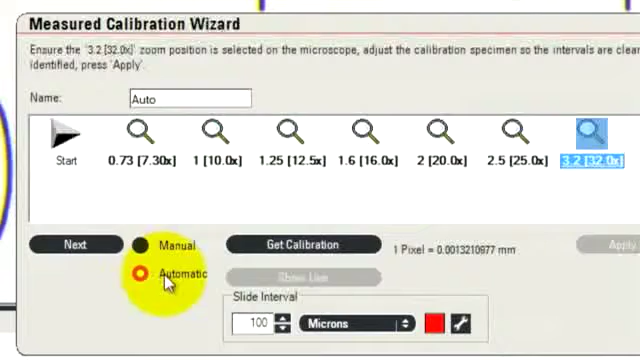 Measured Calibration Wizard
Ensure the '3.2 [32.0x]' zoom position is selected on the microscope, adjust the calibration specimen so the intervals are clear
identified, press 'Apply'.
Name: Auto
Start 0.73 [7.30x] 1 [10.0x] 1.25 [12.5x] 1.6 [16.0x] 2 [20.0x] 2.5 [25.0x] 3.2 [32.0x]
Next Manual Get Calibration 1 Pixel = 0.0013210977 mm Apply
Automatic Show Line
Slide Interval
100 Microns